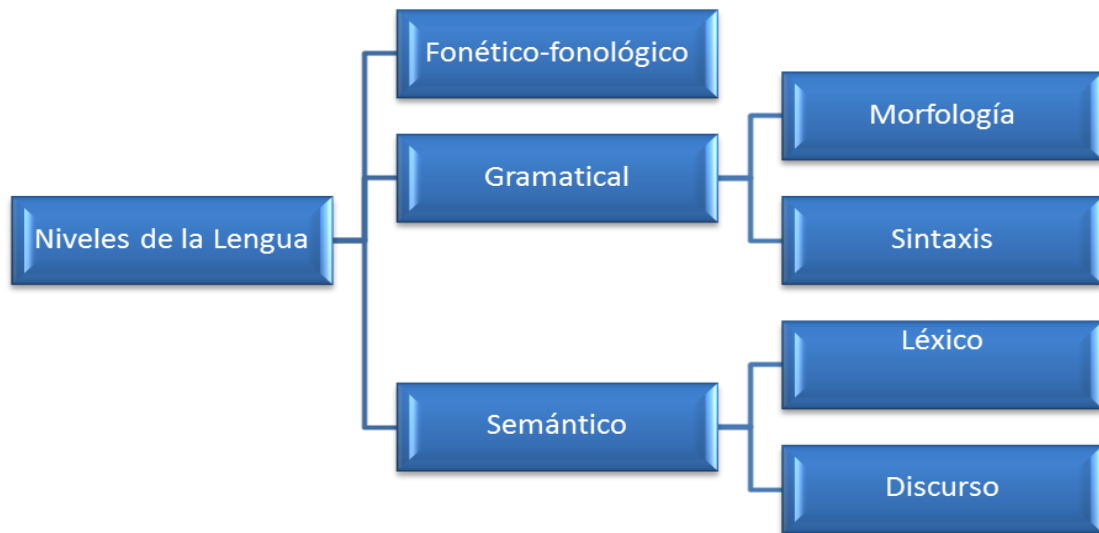 Fonético-fonológico
Morfología
Gramatical
Niveles de la Lengua
Sintaxis
Léxico
Semántico
Discurso